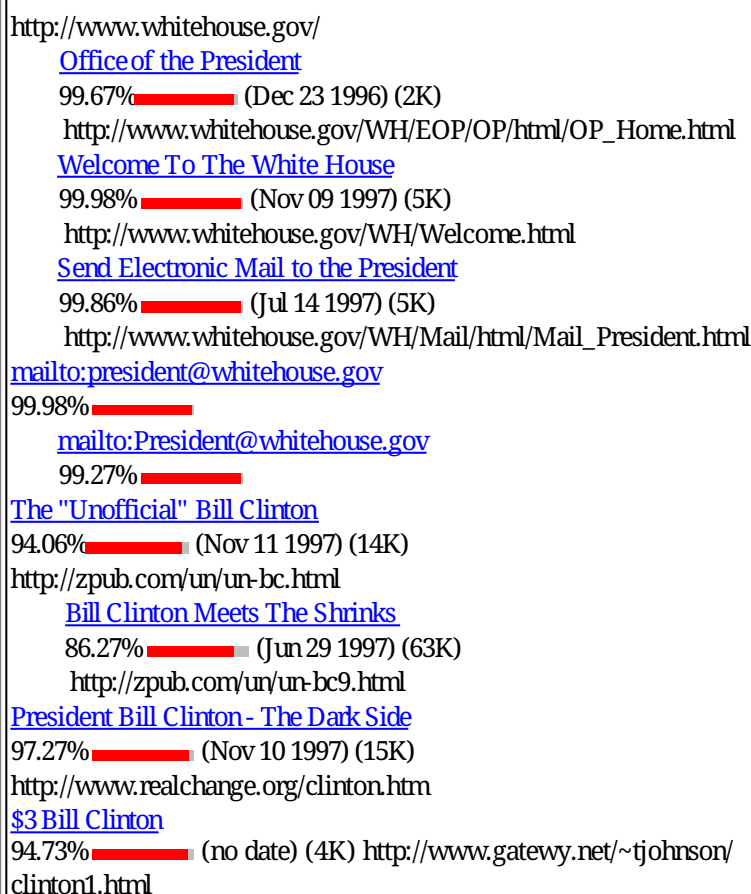 http://www.whitehouse.gov/
Office of the President
99.67% (Dec 23 1996) (2K)
http://www.whitehouse.gov/WH/EOP/OP/html/OP_Home.html
Welcome To The White House
99.98% (Nov 09 1997) (5K)
http://www.whitehouse.gov/WH/Welcome.html
Send Electronic Mail to the President
99.86% (Jul 14 1997) (5K)
http://www.whitehouse.gov/WH/Mail/html/Mail_President.html
mailto:president@whitehouse.gov
99.98%
mailto:President@whitehouse.gov
99.27%
The "Unofficial" Bill Clinton
94.06% (Nov 11 1997) (14K)
http://zpub.com/un/un-bc.html
Bill Clinton Meets The Shrinks
86.27% (Jun 29 1997) (63K)
http://zpub.com/un/un-bc9.html
President Bill Clinton - The Dark Side
97.27% (Nov 10 1997) (15K)
http://www.realchange.org/clinton.htm
$3 Bill Clinton
94.73% (no date) (4K) http://www.gatewy.net/~tjohnson/
clinton1.html